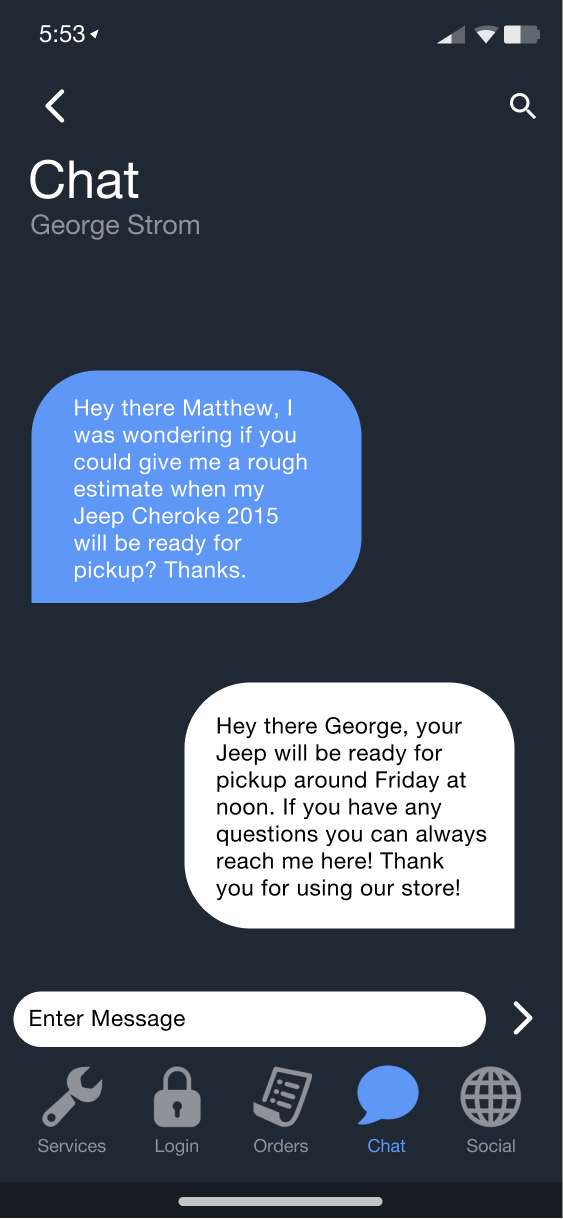 5:53
Chat
George Strom
Hey there Matthew, I
was wondering if you
could give me a rough
estimate when my
Jeep Cheroke 2015
will be ready for
pickup? Thanks.
Hey there George, your
Jeep will be ready for
pickup around Friday at
noon. If you have any
questions you can always
reach me here! Thank
you for using our store!
Enter Message
Services Login Orders Chat Social